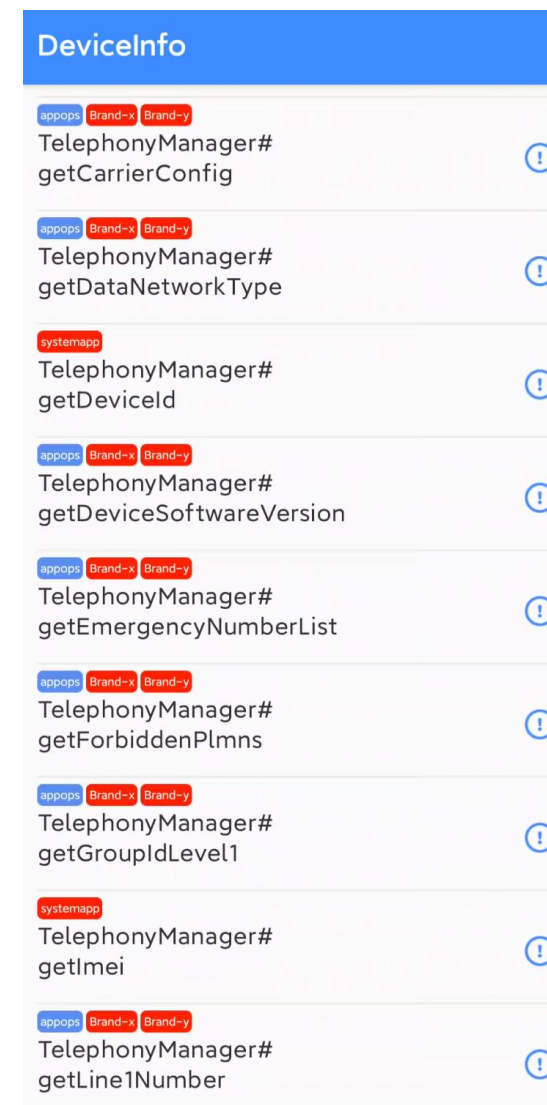 DeviceInfo
appops Brand-x Brand-y
TelephonyManager#
getCarrierConfig
appops Brand-x Brand-y
TelephonyManager#
getDataNetworkType
systemapp
TelephonyManager#
getDeviceId
appops Brand-x Brand-y
TelephonyManager#
getDeviceSoftwareVersion
appops Brand-x Brand-y
TelephonyManager#
getEmergencyNumberList
appops Brand-x Brand-y
TelephonyManager#
getForbiddenPlmns
appops Brand-x Brand-y
TelephonyManager#
getGroupIdLevel1
systemapp
TelephonyManager#
getImei
appops Brand-x Brand-y
TelephonyManager#
getLine1Number